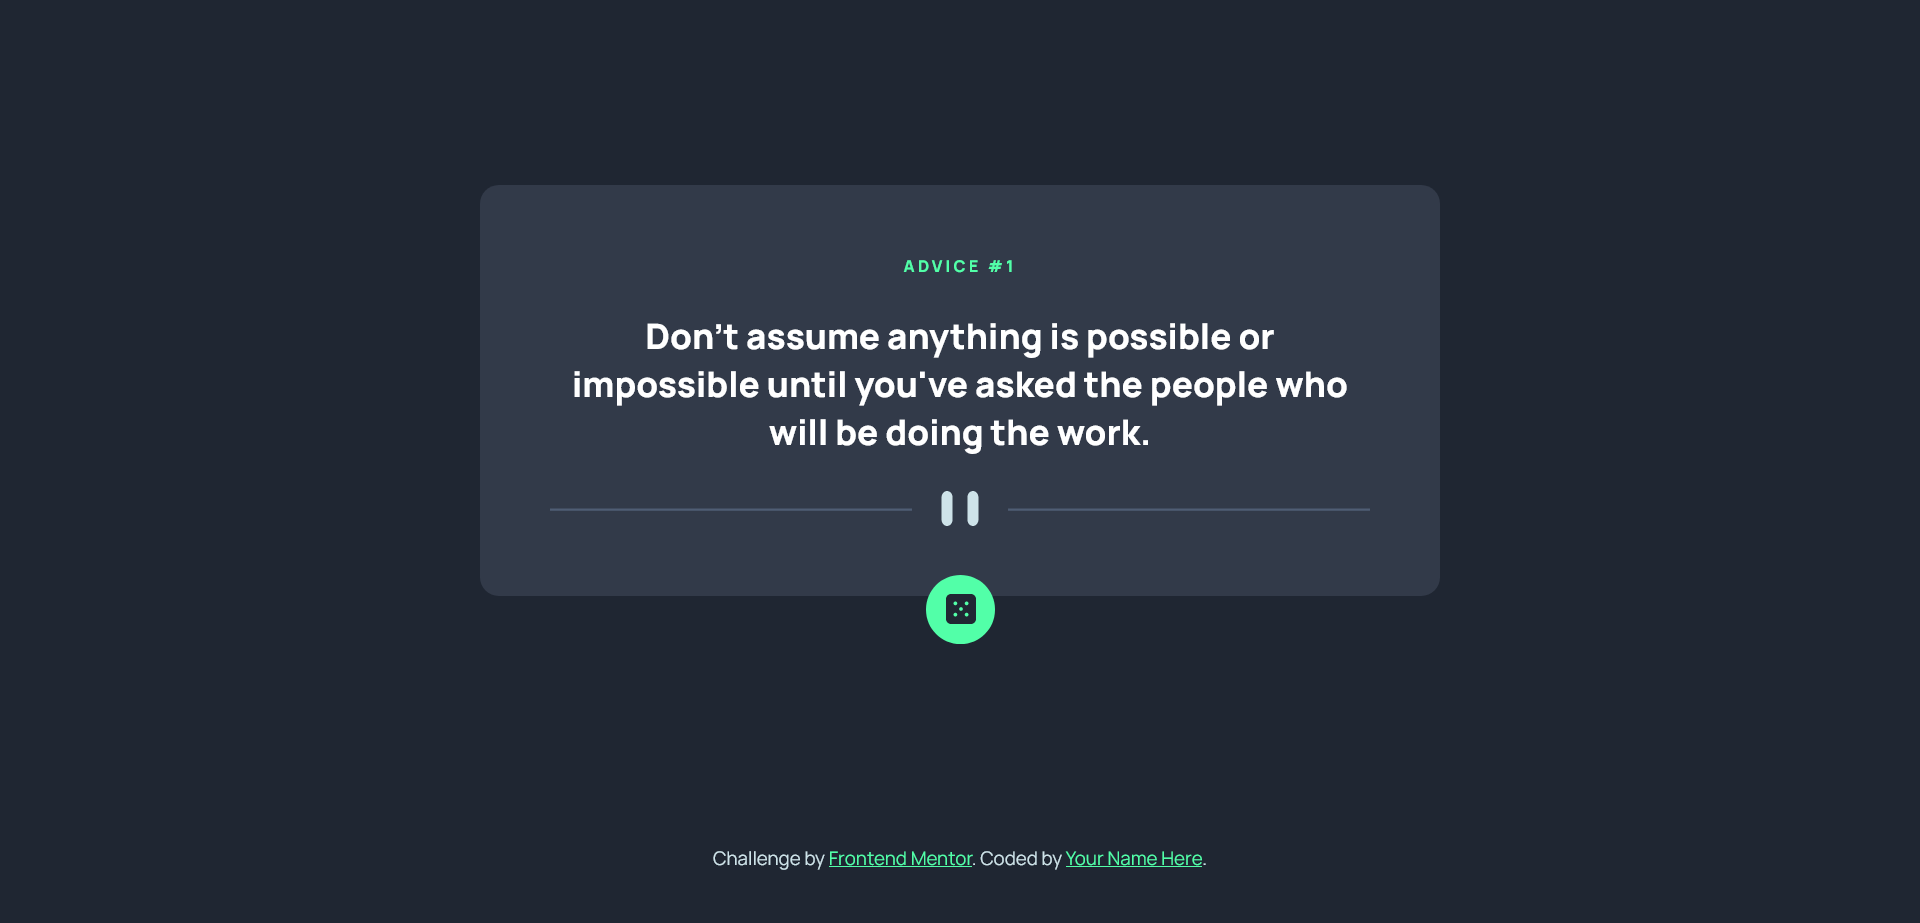 ADVICE #1
Don’t assume anything is possible or
impossible until you've asked the people who
will be doing the work.
Challenge by Frontend Mentor. Coded by Your Name Here.